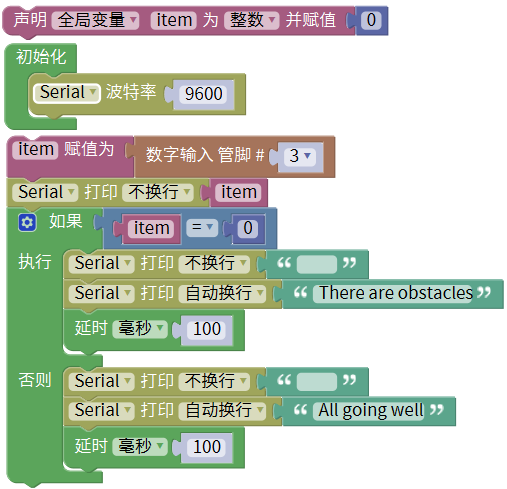 声明 全局变量 item 为 整数 并赋值 0
初始化
Serial 波特率 9600
item 赋值为 数字输入 管脚 # 3
Serial 打印 不换行 item
如果 item = 0
执行 Serial 打印 不换行 “ ”
Serial 打印 自动换行 “ There are obstacles ”
延时 毫秒 100
否则 Serial 打印 不换行 “ ”
Serial 打印 自动换行 “ All going well ”
延时 毫秒 100